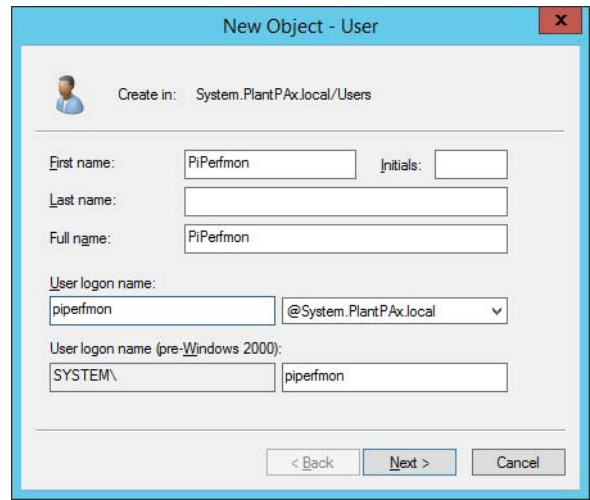 New Object - User
x
Create in: System.PlantPAx.local/Users
First name: PiPerfmon Initials:
Last name:
Full name: PiPerfmon
User logon name:
piperfmon @System.PlantPAx.local
User logon name (pre-Windows 2000):
SYSTEM\ piperfmon
< Back Next > Cancel